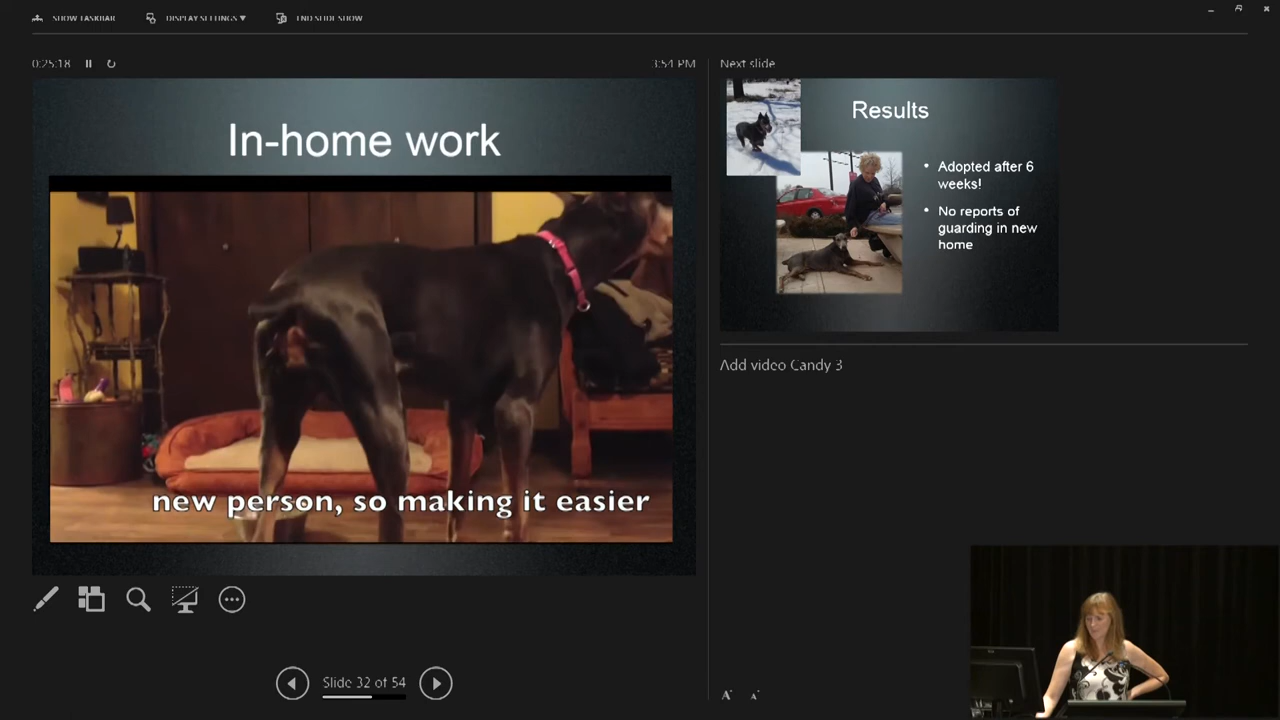 SHOW TASKBAR
DISPLAY SETTINGS ▼
END SLIDE SHOW
0:25:18
3:54 PM
In-home work
new person, so making it easier
Slide 32 of 54
Next slide
Results
• Adopted after 6
weeks!
• No reports of
guarding in new
home
Add video Candy 3
A A